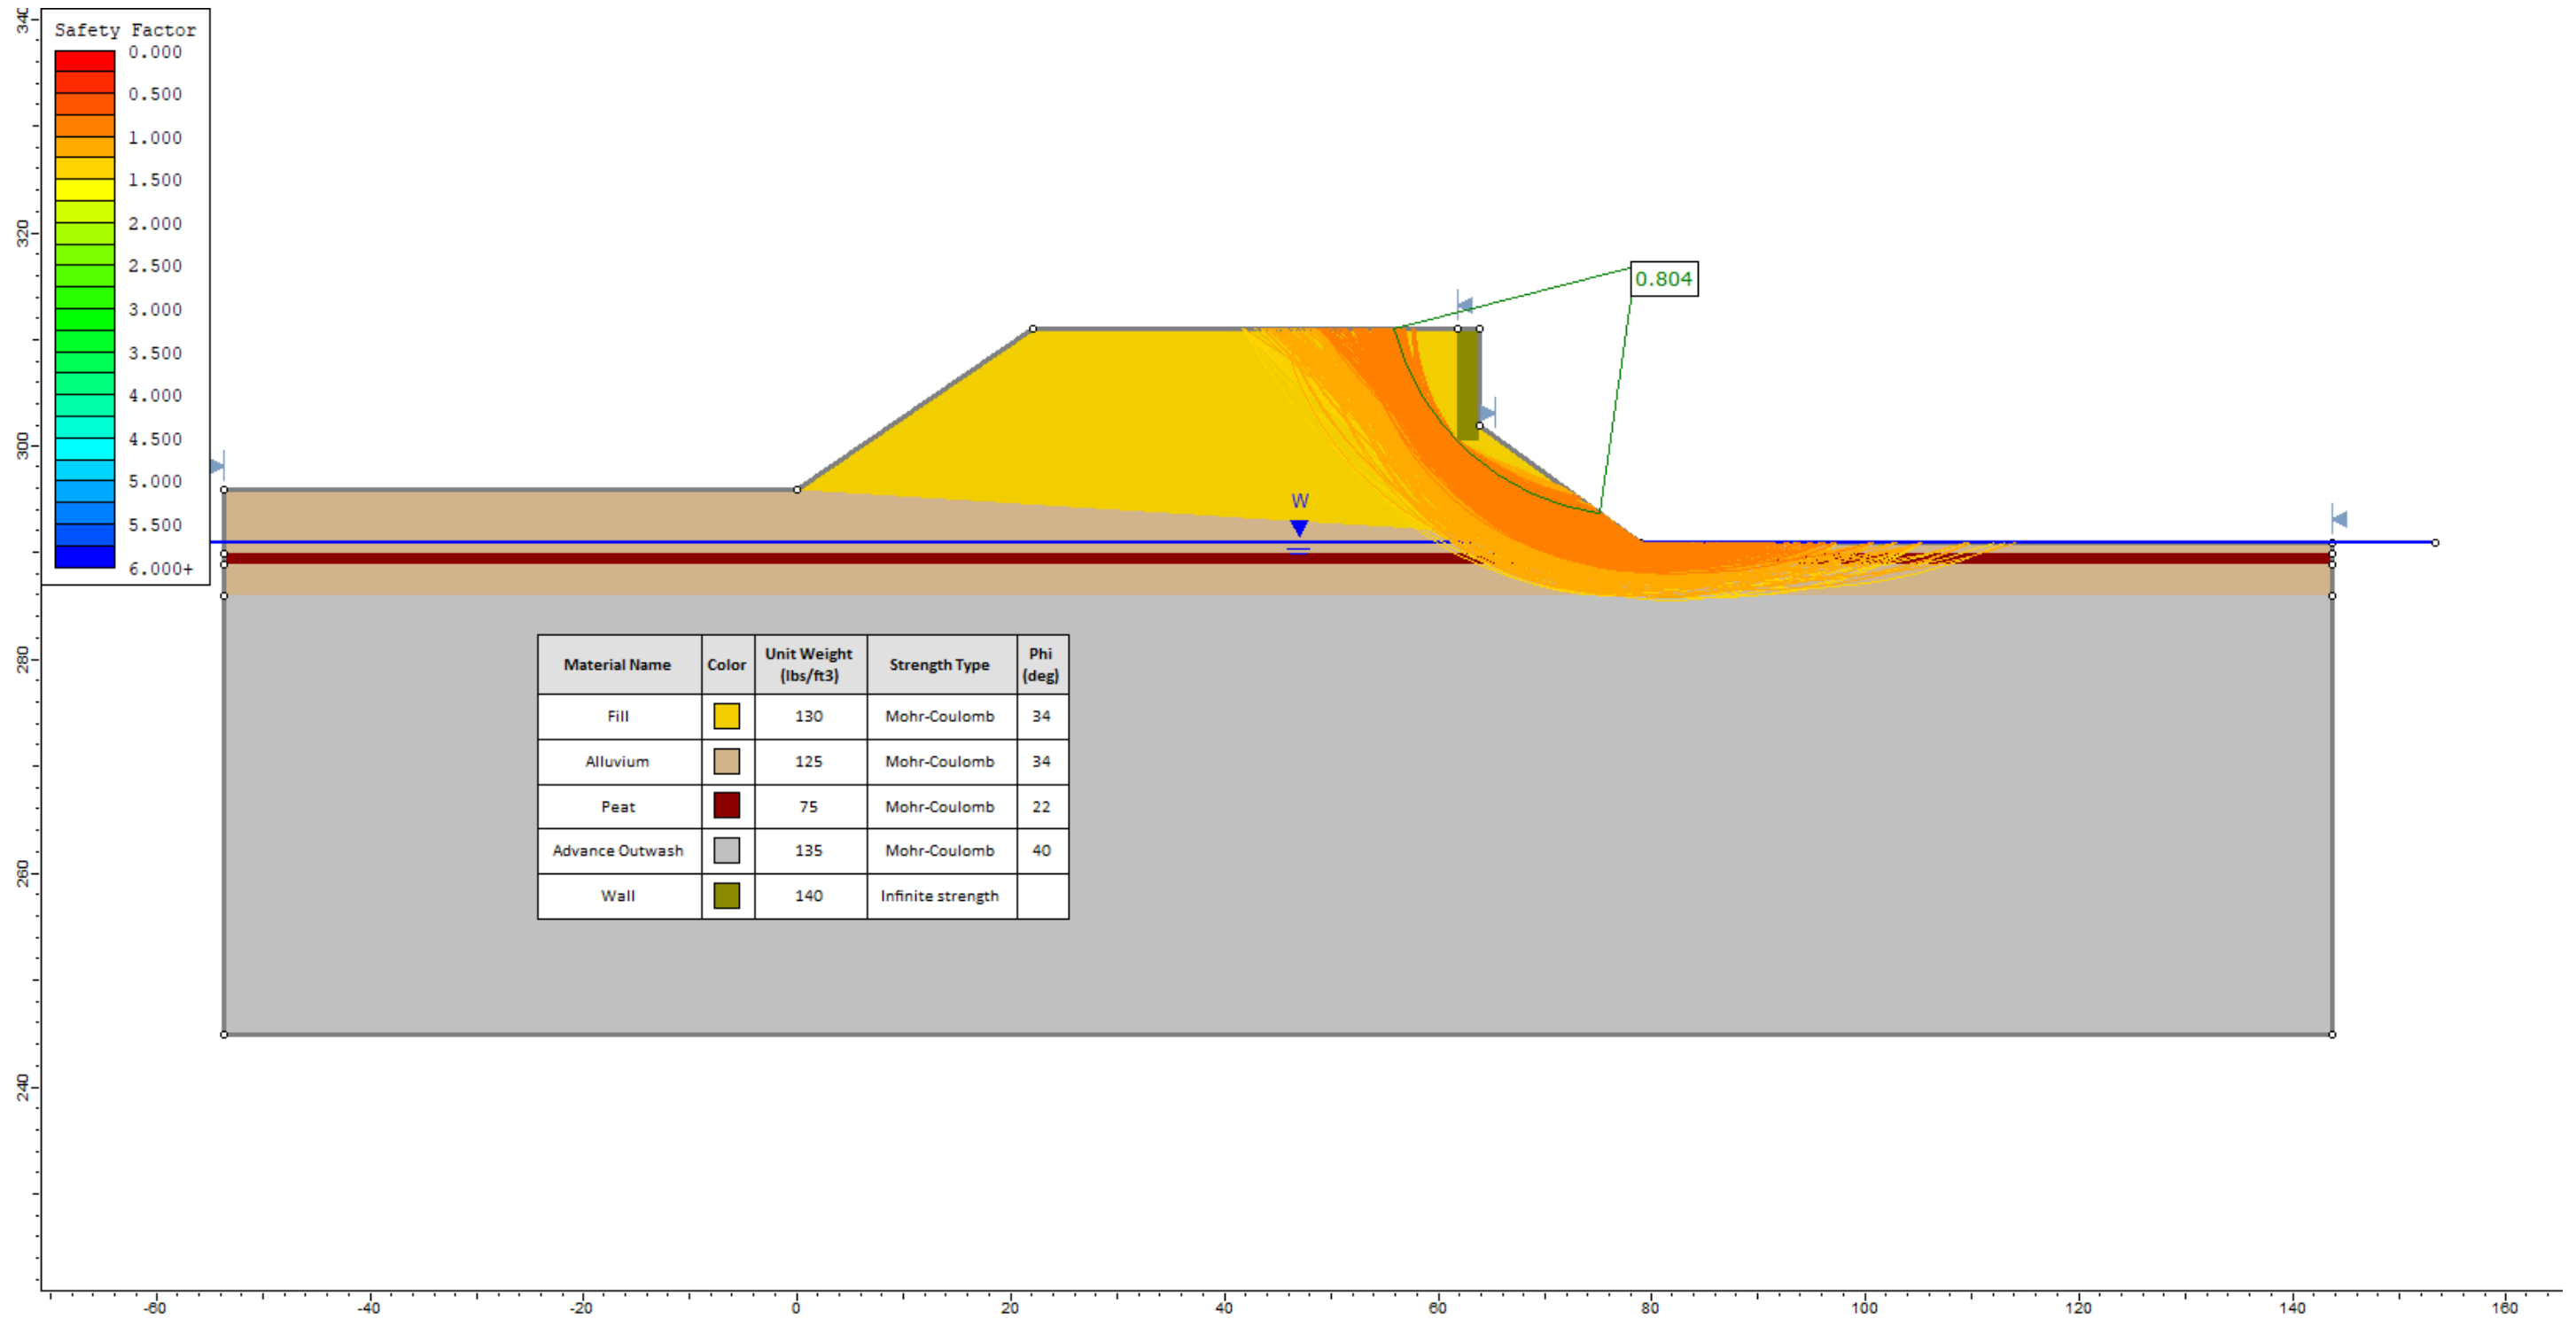 Safety Factor
0.000
0.500
1.000
1.500
2.000
2.500
3.000
3.500
4.000
4.500
5.000
5.500
6.000+
340
320
300
280
260
240
0.804
W
Material Name Color Unit Weight (lbs/ft3) Strength Type Phi (deg)
Fill 130 Mohr-Coulomb 34
Alluvium 125 Mohr-Coulomb 34
Peat 75 Mohr-Coulomb 22
Advance Outwash 135 Mohr-Coulomb 40
Wall 140 Infinite strength
-60 -40 -20 0 20 40 60 80 100 120 140 160